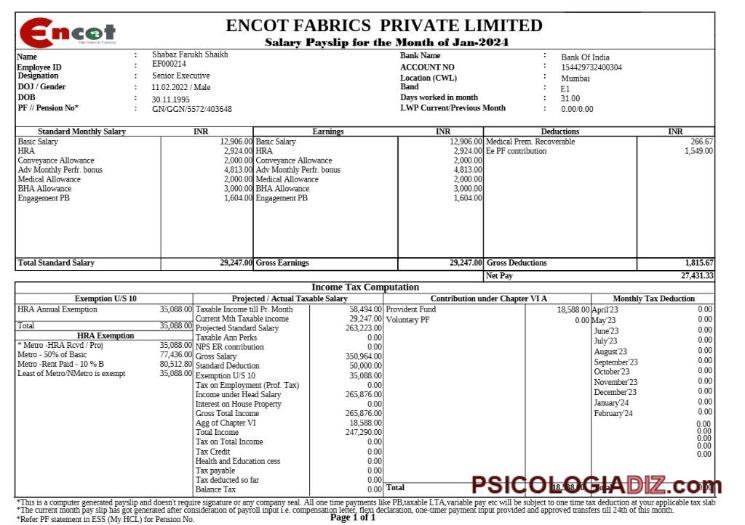 Encot
ENCOT FABRICS PRIVATE LIMITED
Salary Payslip for the Month of Jan-2024
Name : Shabaz Farukh Shaikh Bank Name : Bank Of India
Employee ID : EF000214 ACCOUNT NO : 154429732400304
Designation : Senior Executive Location (CWL) : Mumbai
DOJ / Gender : 11.02.2022 / Male Band : E1
DOB : 30.11.1995 Days worked in month : 31.00
PF // Pension No* : GN/GGN/5572/403648 LWP Current/Previous Month : 0.00/0.00
Standard Monthly Salary INR Earnings INR Deductions INR
Basic Salary 12,906.00 Basic Salary 12,906.00 Medical Prem. Recoverable 266.67
HRA 2,924.00 HRA 2,924.00 Ee PF contribution 1,549.00
Conveyance Allowance 2,000.00 Conveyance Allowance 2,000.00
Adv Monthly Perfr. bonus 4,813.00 Adv Monthly Perfr. bonus 4,813.00
Medical Allowance 2,000.00 Medical Allowance 2,000.00
BHA Allowance 3,000.00 BHA Allowance 3,000.00
Engagement PB 1,604.00 Engagement PB 1,604.00
Total Standard Salary 29,247.00 Gross Earnings 29,247.00 Gross Deductions 1,815.67
Net Pay 27,431.33
Income Tax Computation
Exemption U/S 10 Projected / Actual Taxable Salary Contribution under Chapter VI A Monthly Tax Deduction
HRA Annual Exemption 35,088.00 Taxable Income till Pr. Month 58,494.00 Provident Fund 18,588.00 April'23 0.00
Current Mth Taxable income 29,247.00 Voluntary PF 0.00 May'23 0.00
Total 35,088.00 Projected Standard Salary 263,223.00 June'23 0.00
HRA Exemption Taxable Ann Perks 0.00 July'23 0.00
* Metro -HRA Rcvd / Proj 35,088.00 NPS ER contribution 0.00 August'23 0.00
Metro - 50% of Basic 77,436.00 Gross Salary 350,964.00 September'23 0.00
Metro -Rent Paid - 10 % B 80,512.80 Standard Deduction 50,000.00 October'23 0.00
Least of Metro/NMetro is exempt 35,088.00 Exemption U/S 10 35,088.00 November'23 0.00
Tax on Employment (Prof. Tax) 0.00 December'23 0.00
Income under Head Salary 265,876.00 January'24 0.00
Interest on House Property 0.00 February'24 0.00
Gross Total Income 265,876.00
Agg of Chapter VI 18,588.00 0.00
Total Income 247,290.00 0.00
Tax on Total Income 0.00 0.00
Tax Credit 0.00 0.00
Health and Education cess 0.00 0.00
Tax payable 0.00
Tax deducted so far 0.00
Balance Tax 0.00 Total 18,588.00
PSICOLOGIADIZ.com
*This is a computer generated payslip and doesn't require signature or any company seal. All one time payments like PB,taxable LTA,variable pay etc will be subject to one time tax deduction at your applicable tax slab
*The current month pay slip has got generated after consideration of payroll input i.e. compensation letter, flexi declaration, one-timer payment input provided and approved transfers till 24th of this month.
*Refer PF statement in ESS (My HCL) for Pension No.
Page 1 of 1